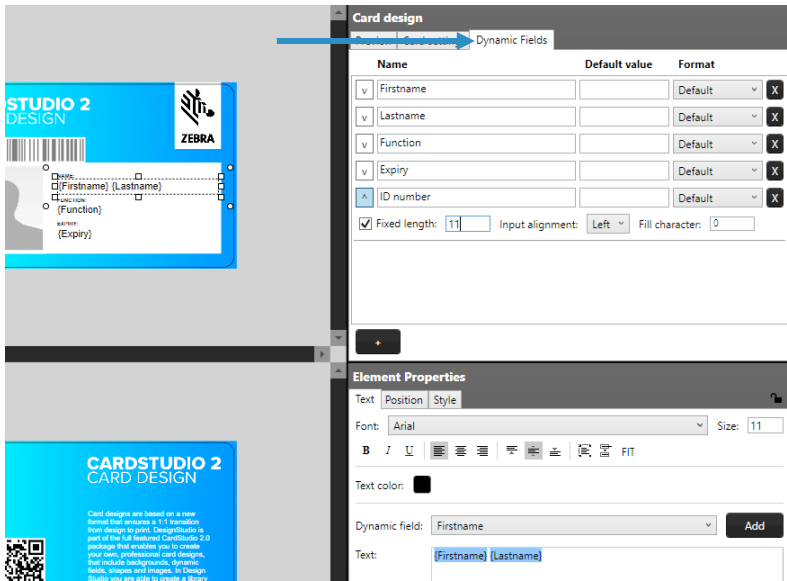 Card design
Dynamic Fields
Name Default value Format
v Firstname Default X
v Lastname Default X
v Function Default X
v Expiry Default X
^ ID number Default X
Fixed length: 11 Input alignment: Left Fill character: 0
+
STUDIO 2
DESIGN
ZEBRA
NAME:
{Firstname} {Lastname}
FUNCTION:
{Function}
EXPIRY:
{Expiry}
Element Properties
Text Position Style
Font: Arial Size: 11
B I U FIT
Text color:
Dynamic field: Firstname Add
Text: {Firstname} {Lastname}
CARDSTUDIO 2
CARD DESIGN
Card designs are based on a new
format that ensures a 1:1 transition
from design to print. DesignStudio is
part of the full featured CardStudio 2.0
package that enables you to create
your own, professional card designs,
that include backgrounds, dynamic
fields, shapes and images. In Design
Studio you are able to create a library